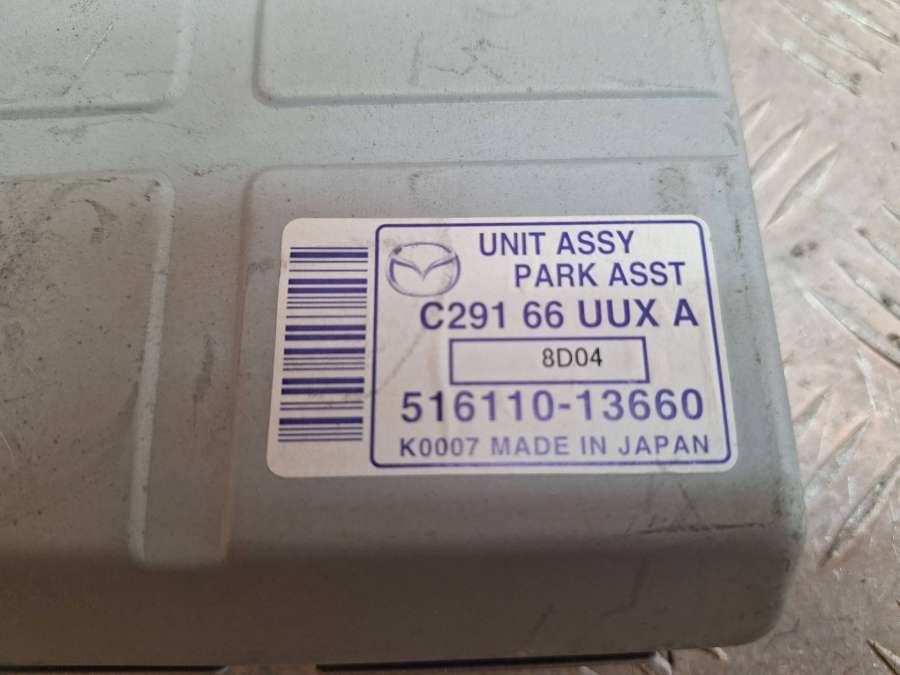 UNIT ASSY
PARK ASST
C291 66 UUX A
8D04
516110-13660
K0007 MADE IN JAPAN